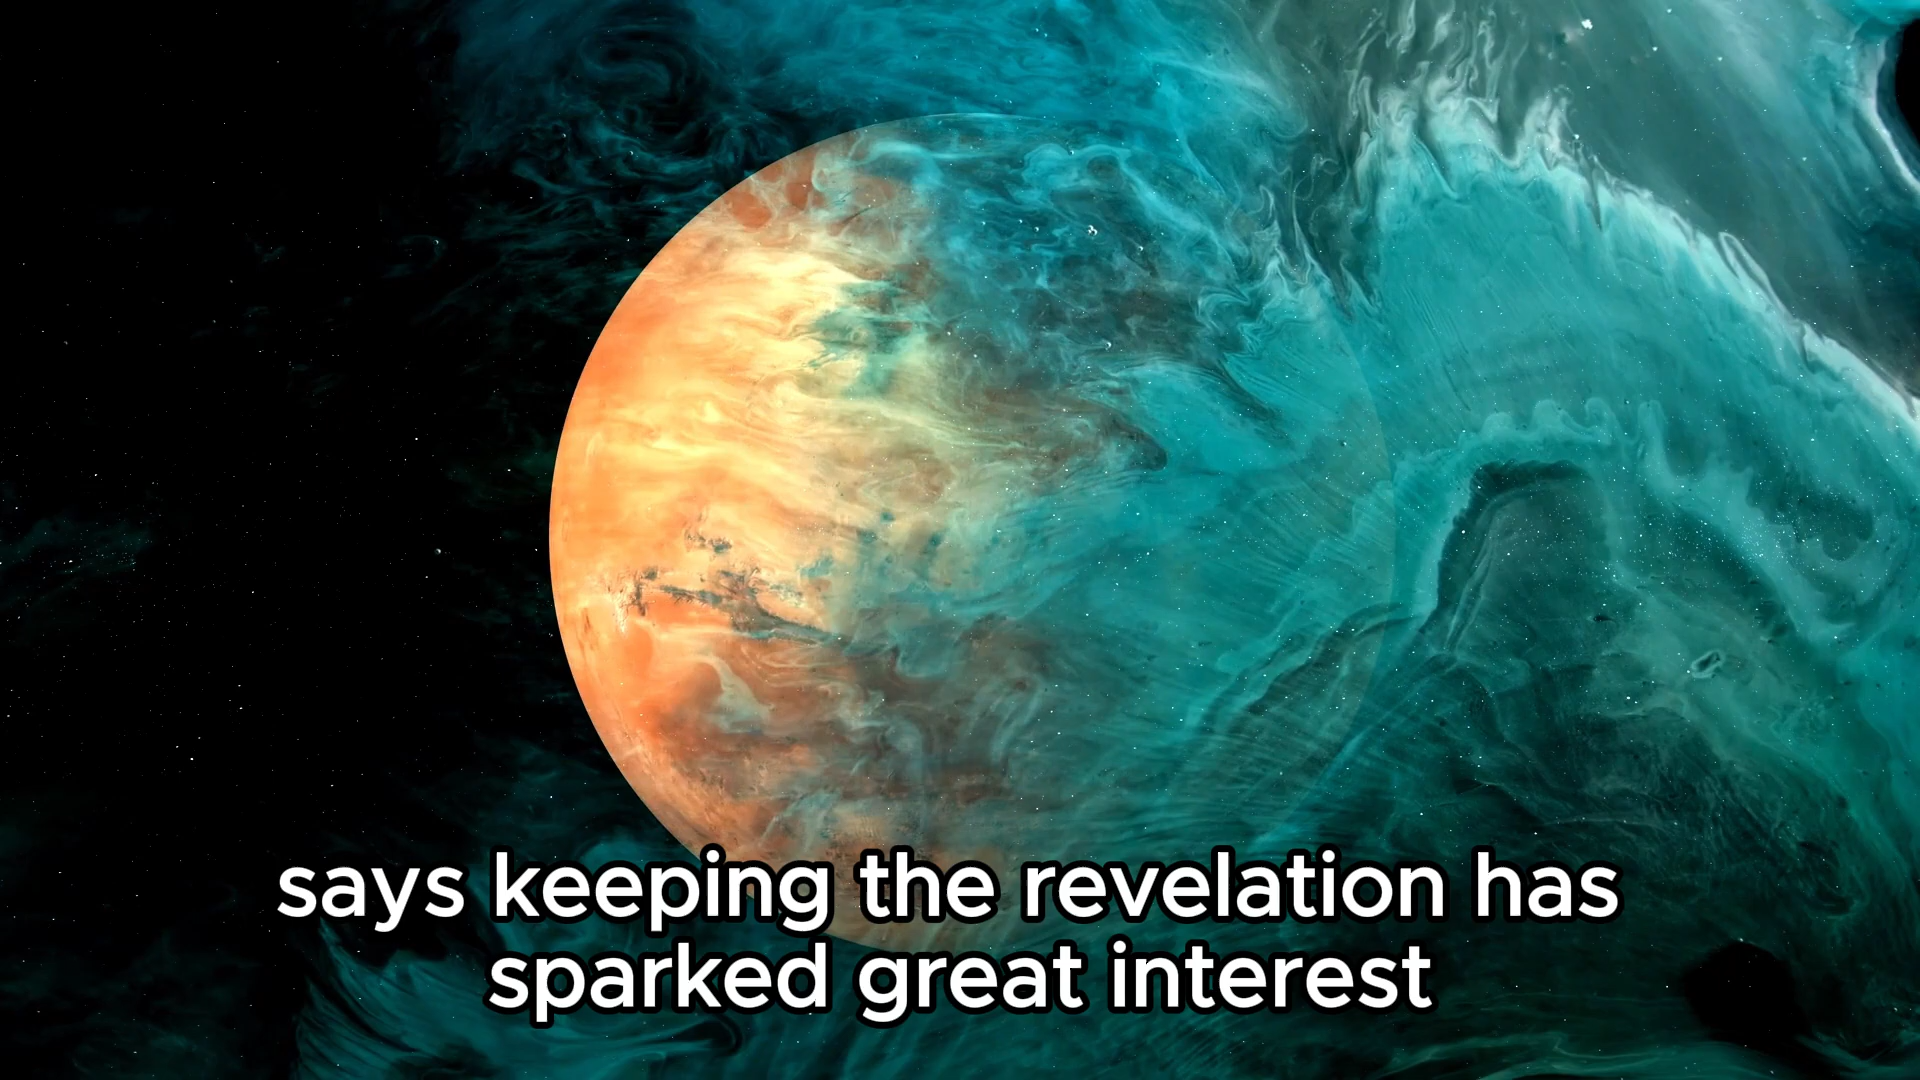 says keeping the revelation has
sparked great interest